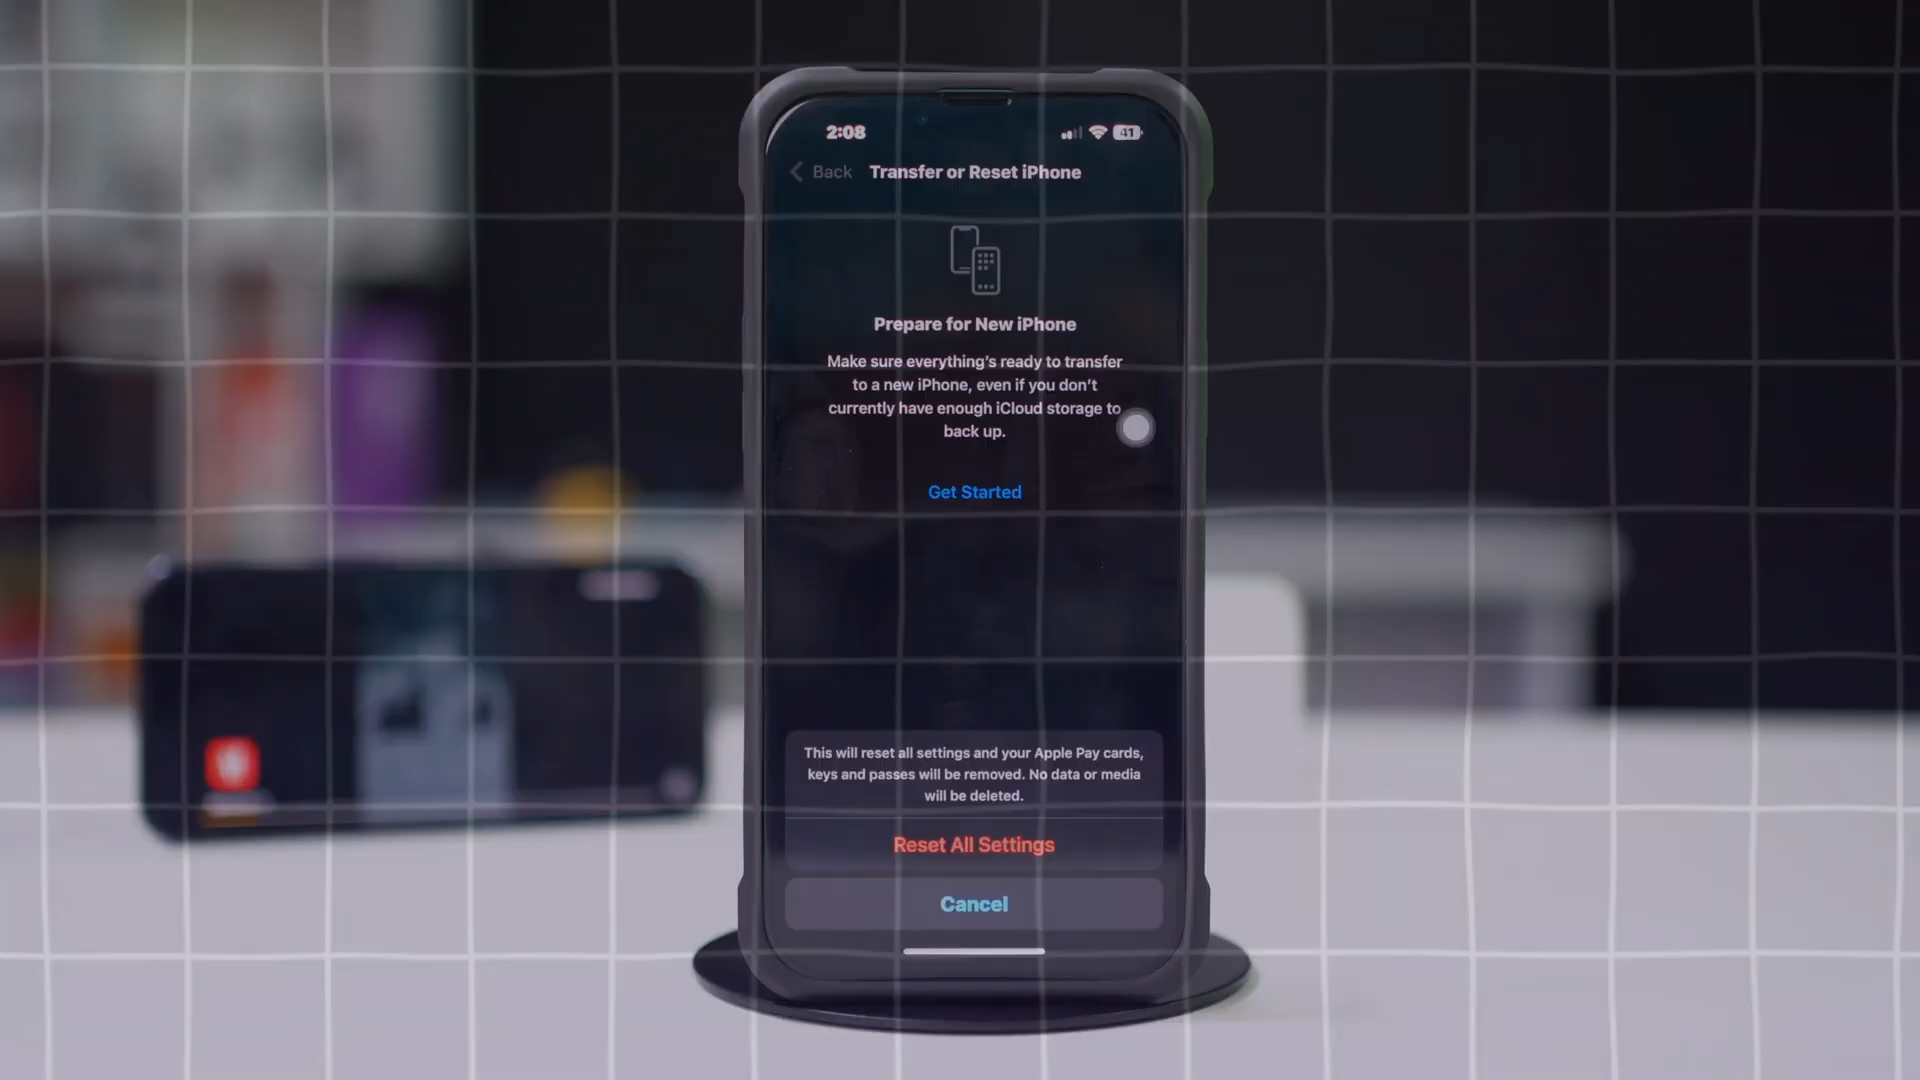 2:08
41
Back
Transfer or Reset iPhone
Prepare for New iPhone
Make sure everything's ready to transfer
to a new iPhone, even if you don't
currently have enough iCloud storage to
back up.
Get Started
This will reset all settings and your Apple Pay cards,
keys and passes will be removed. No data or media
will be deleted.
Reset All Settings
Cancel